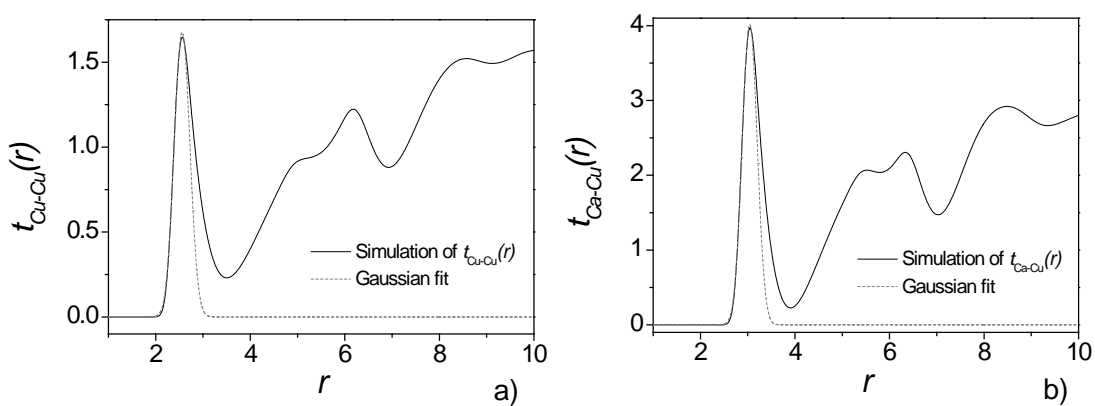 t_Cu-Cu(r)
1.5
1.0
0.5
0.0
Simulation of t_Cu-Cu(r)
Gaussian fit
2 4 6 8 10
r
a)
t_Ca-Cu(r)
4
3
2
1
0
Simulation of t_Ca-Cu(r)
Gaussian fit
2 4 6 8 10
r
b)